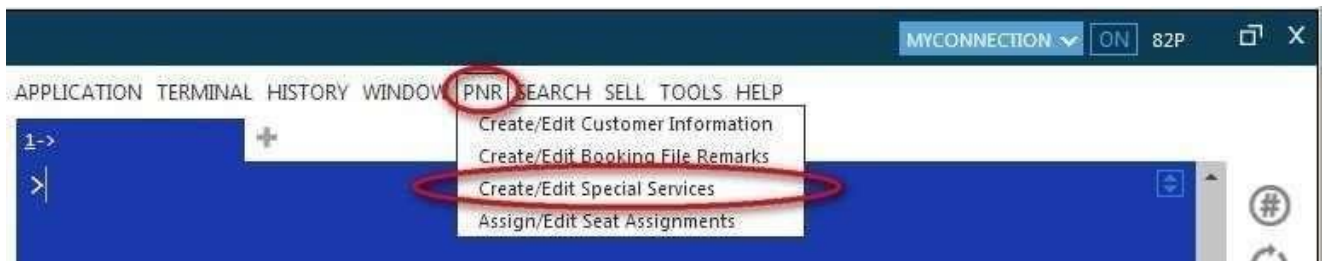 MYCONNECTION ON 82P
APPLICATION TERMINAL HISTORY WINDOW PNR SEARCH SELL TOOLS HELP
1->
Create/Edit Customer Information
Create/Edit Booking File Remarks
>
Create/Edit Special Services
Assign/Edit Seat Assignments
#